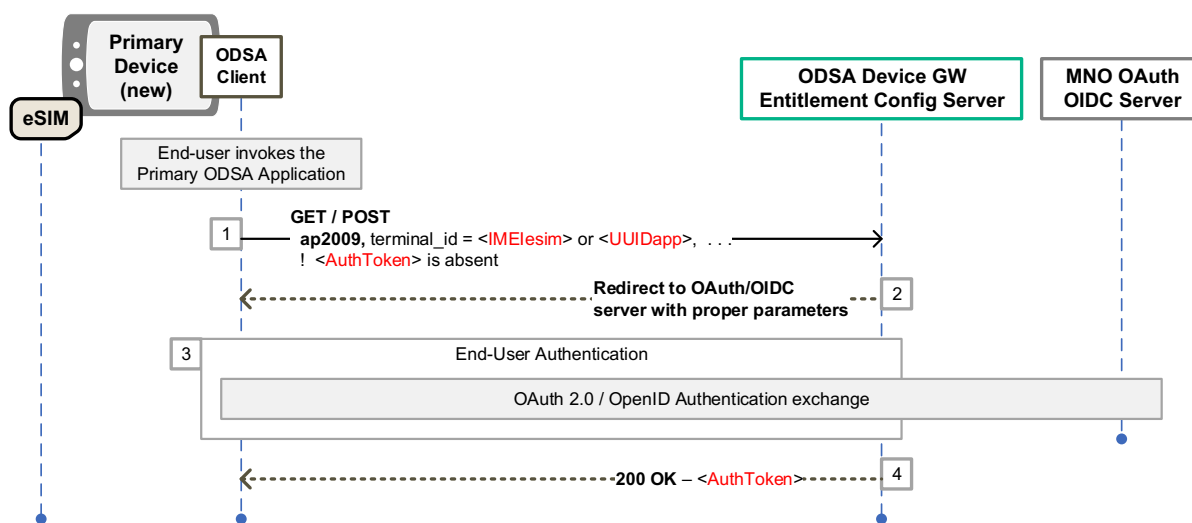 Primary
Device
(new)
ODSA
Client
eSIM
ODSA Device GW
Entitlement Config Server
MNO OAuth
OIDC Server
End-user invokes the
Primary ODSA Application
1
GET / POST
ap2009, terminal_id = <IMEIesim> or <UUIDapp>, . . .
! <AuthToken> is absent
Redirect to OAuth/OIDC
server with proper parameters
2
3
End-User Authentication
OAuth 2.0 / OpenID Authentication exchange
200 OK – <AuthToken>
4